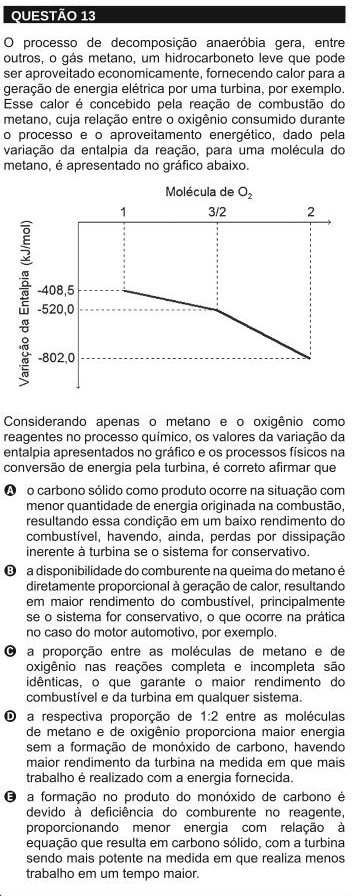 QUESTÃO 13
O processo de decomposição anaeróbia gera, entre
outros, o gás metano, um hidrocarboneto leve que pode
ser aproveitado economicamente, fornecendo calor para a
geração de energia elétrica por uma turbina, por exemplo.
Esse calor é concebido pela reação de combustão do
metano, cuja relação entre o oxigênio consumido durante
o processo e o aproveitamento energético, dado pela
variação da entalpia da reação, para uma molécula do
metano, é apresentado no gráfico abaixo.
Molécula de O₂
1 3/2 2
Variação da Entalpia (kJ/mol)
-408,5
-520,0
-802,0
Considerando apenas o metano e o oxigênio como
reagentes no processo químico, os valores da variação da
entalpia apresentados no gráfico e os processos físicos na
conversão de energia pela turbina, é correto afirmar que
A o carbono sólido como produto ocorre na situação com
menor quantidade de energia originada na combustão,
resultando essa condição em um baixo rendimento do
combustível, havendo, ainda, perdas por dissipação
inerente à turbina se o sistema for conservativo.
B a disponibilidade do comburente na queima do metano é
diretamente proporcional à geração de calor, resultando
em maior rendimento do combustível, principalmente
se o sistema for conservativo, o que ocorre na prática
no caso do motor automotivo, por exemplo.
C a proporção entre as moléculas de metano e de
oxigênio nas reações completa e incompleta são
idênticas, o que garante o maior rendimento do
combustível e da turbina em qualquer sistema.
D a respectiva proporção de 1:2 entre as moléculas
de metano e de oxigênio proporciona maior energia
sem a formação de monóxido de carbono, havendo
maior rendimento da turbina na medida em que mais
trabalho é realizado com a energia fornecida.
E a formação no produto do monóxido de carbono é
devido à deficiência do comburente no reagente,
proporcionando menor energia com relação à
equação que resulta em carbono sólido, com a turbina
sendo mais potente na medida em que realiza menos
trabalho em um tempo maior.